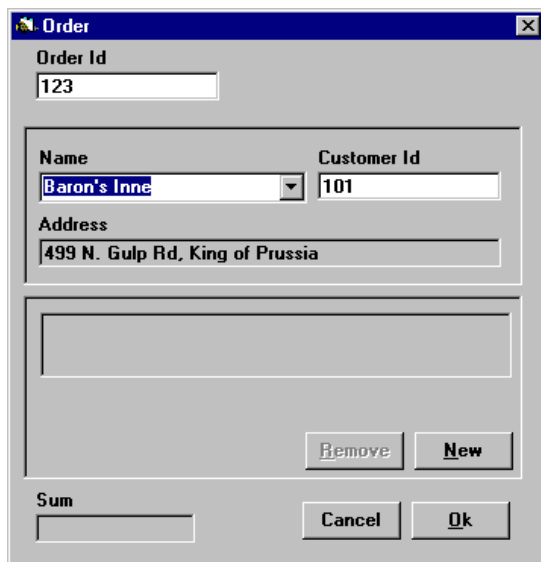 Order
Order Id
123
Name Customer Id
Baron's Inne 101
Address
499 N. Gulp Rd, King of Prussia
Remove New
Sum
Cancel Ok